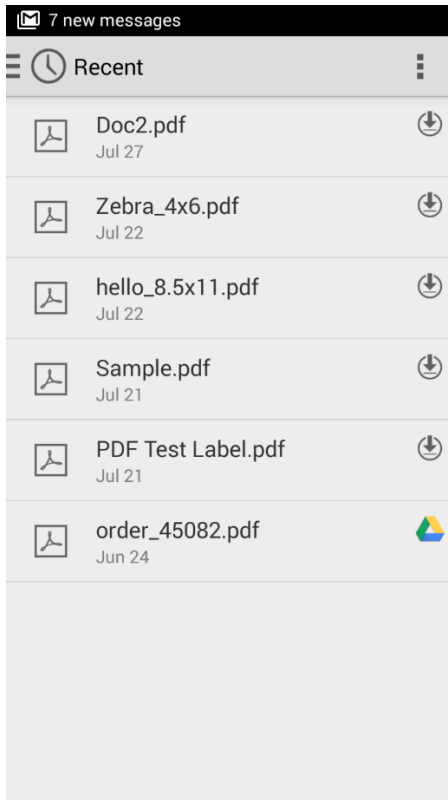 7 new messages
Recent
Doc2.pdf
Jul 27
Zebra_4x6.pdf
Jul 22
hello_8.5x11.pdf
Jul 22
Sample.pdf
Jul 21
PDF Test Label.pdf
Jul 21
order_45082.pdf
Jun 24